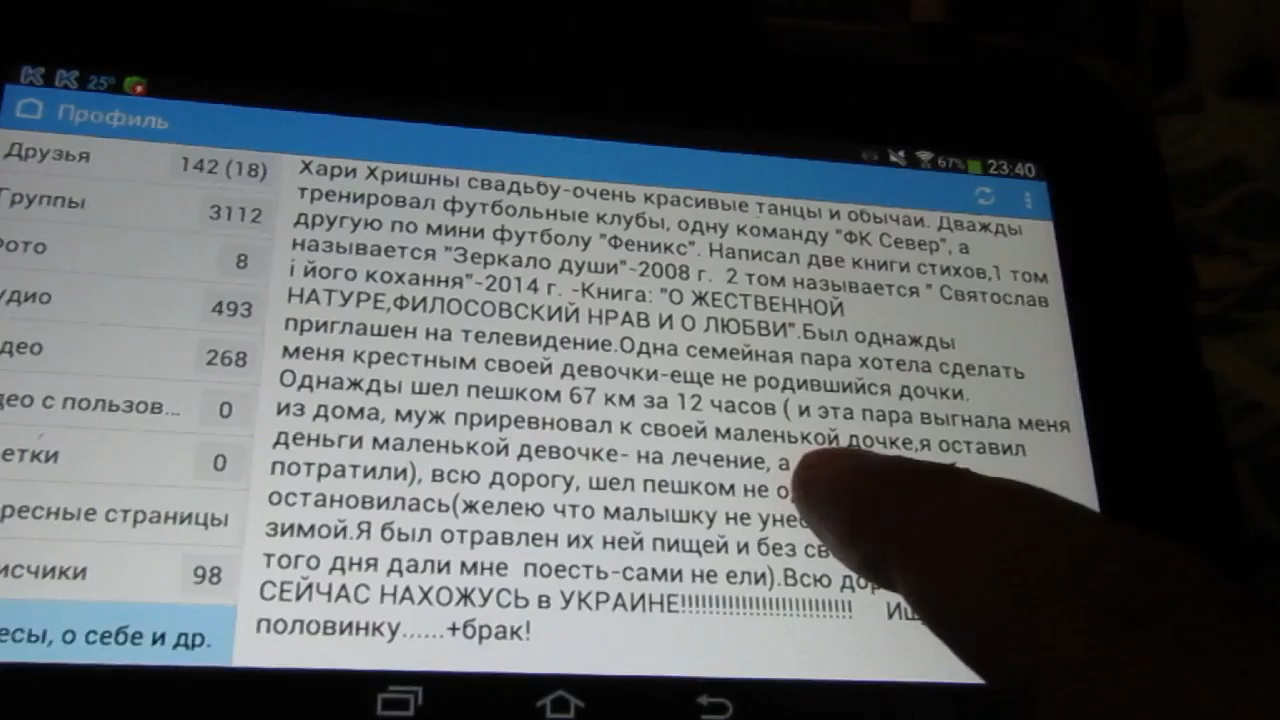 25°
67% 23:40
Профиль
Друзья 142 (18)
Группы 3112
ото 8
удио 493
део 268
део с пользов... 0
етки 0
ресные страницы
исчики 98
есы, о себе и др.
Хари Хришны свадьбу-очень красивые танцы и обычаи. Дважды
тренировал футбольные клубы, одну команду "ФК Север", а
другую по мини футболу "Феникс". Написал две книги стихов,1 том
называется "Зеркало души"-2008 г. 2 том называется " Святослав
і його кохання"-2014 г. -Книга: "О ЖЕСТВЕННОЙ
НАТУРЕ,ФИЛОСОВСКИЙ НРАВ И О ЛЮБВИ".Был однажды
приглашен на телевидение.Одна семейная пара хотела сделать
меня крестным своей девочки-еще не родившийся дочки.
Однажды шел пешком 67 км за 12 часов ( и эта пара выгнала меня
из дома, муж приревновал к своей маленькой дочке,я оставил
деньги маленькой девочке- на лечение, а
потратили), всю дорогу, шел пешком не
остановилась(желею что малышку не
зимой.Я был отравлен их ней пищей и без
того дня дали мне поесть-сами не ели).Всю
СЕЙЧАС НАХОЖУСЬ в УКРАИНЕ!!!!!!!!!!!!!!!!!!!!!!!!!!
половинку......+брак!